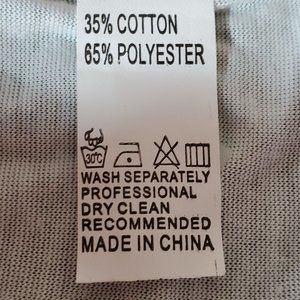 35% COTTON
65% POLYESTER
30°C
WASH SEPARATELY
PROFESSIONAL
DRY CLEAN
RECOMMENDED
MADE IN CHINA